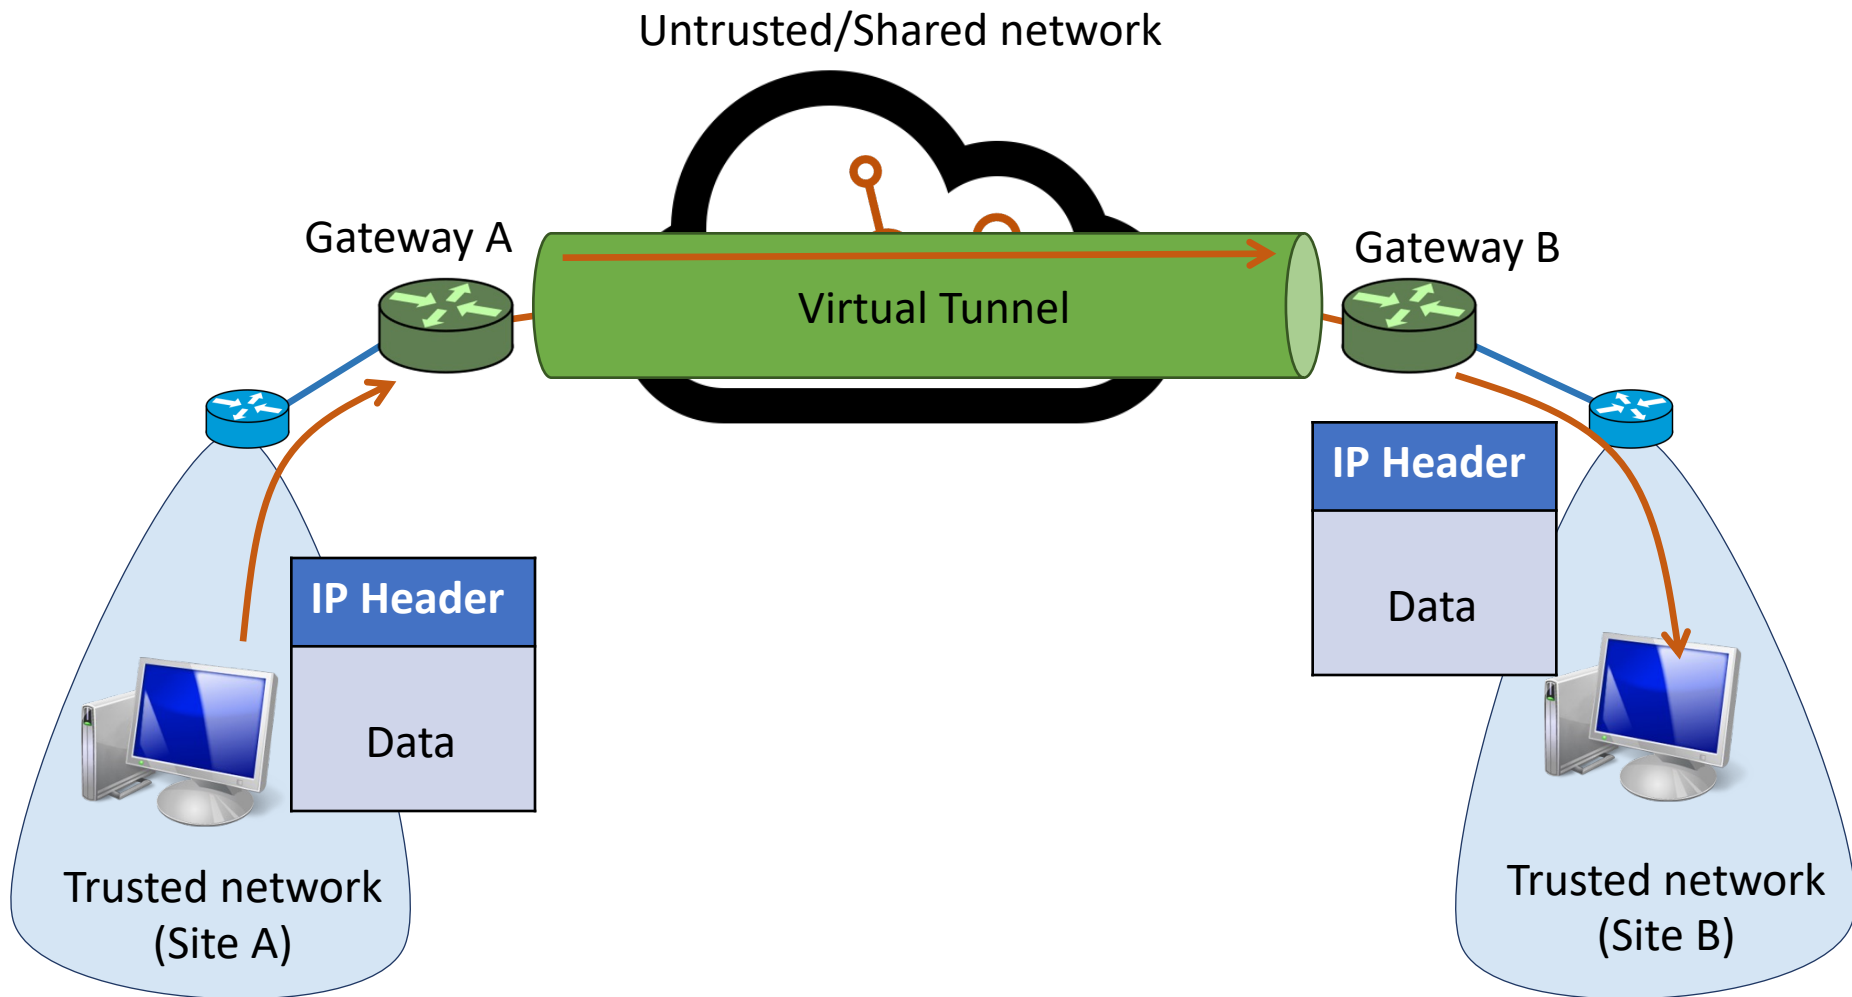 Untrusted/Shared network
Gateway A
Gateway B
Virtual Tunnel
IP Header
Data
IP Header
Data
Trusted network
(Site A)
Trusted network
(Site B)